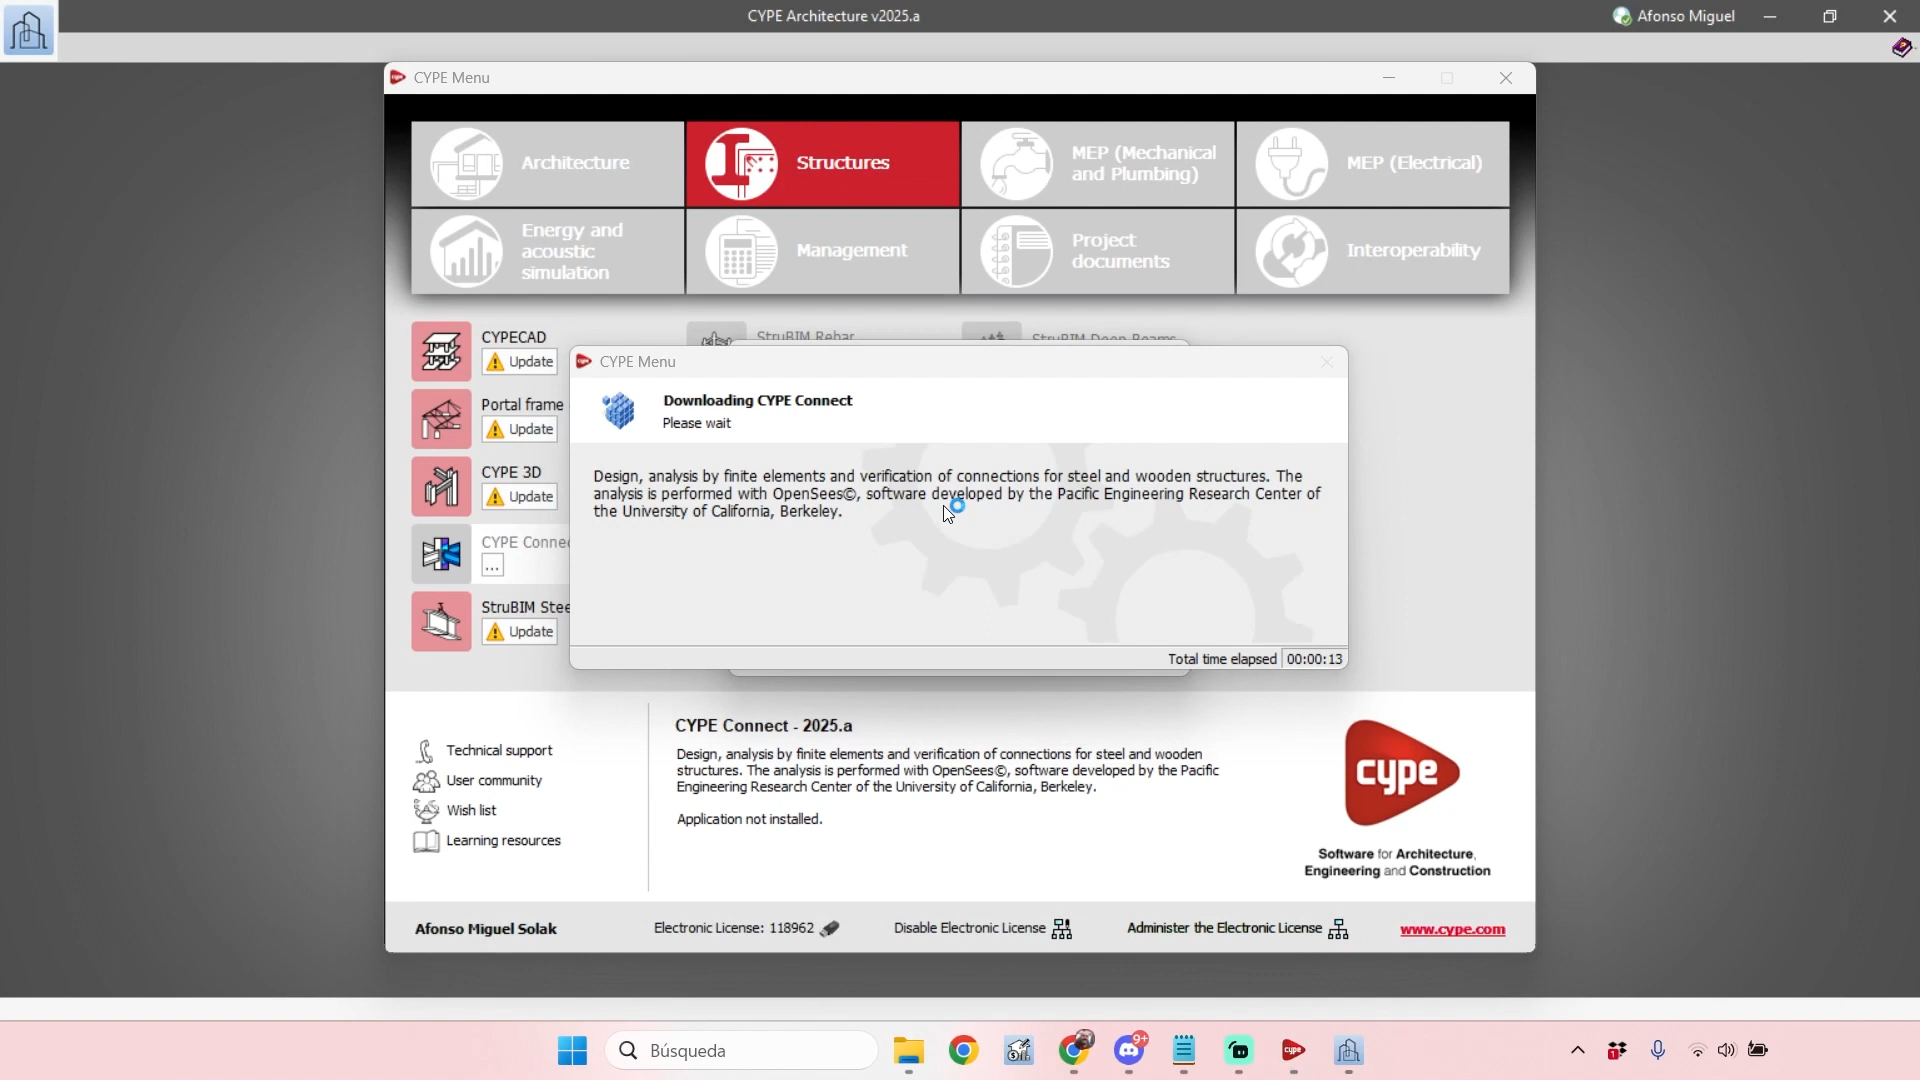 CYPE Architecture v2025.a
Afonso Miguel
CYPE Menu
Architecture
Structures
MEP (Mechanical
and Plumbing)
MEP (Electrical)
Energy and
acoustic
simulation
Management
Project
documents
Interoperability
CYPECAD
Update
StruBIM Rebar
StruBIM Deep Beams
Portal frame
Update
CYPE 3D
Update
CYPE Connec
...
StruBIM Stee
Update
CYPE Menu
cype
Downloading CYPE Connect
Please wait
Design, analysis by finite elements and verification of connections for steel and wooden structures. The
analysis is performed with OpenSees©, software developed by the Pacific Engineering Research Center of
the University of California, Berkeley.
Total time elapsed 00:00:13
Technical support
User community
Wish list
Learning resources
CYPE Connect - 2025.a
Design, analysis by finite elements and verification of connections for steel and wooden
structures. The analysis is performed with OpenSees©, software developed by the Pacific
Engineering Research Center of the University of California, Berkeley.
Application not installed.
cype
Software for Architecture,
Engineering and Construction
Afonso Miguel Solak
Electronic License: 118962
Disable Electronic License
Administer the Electronic License
www.cype.com
Búsqueda
9+
cype
1